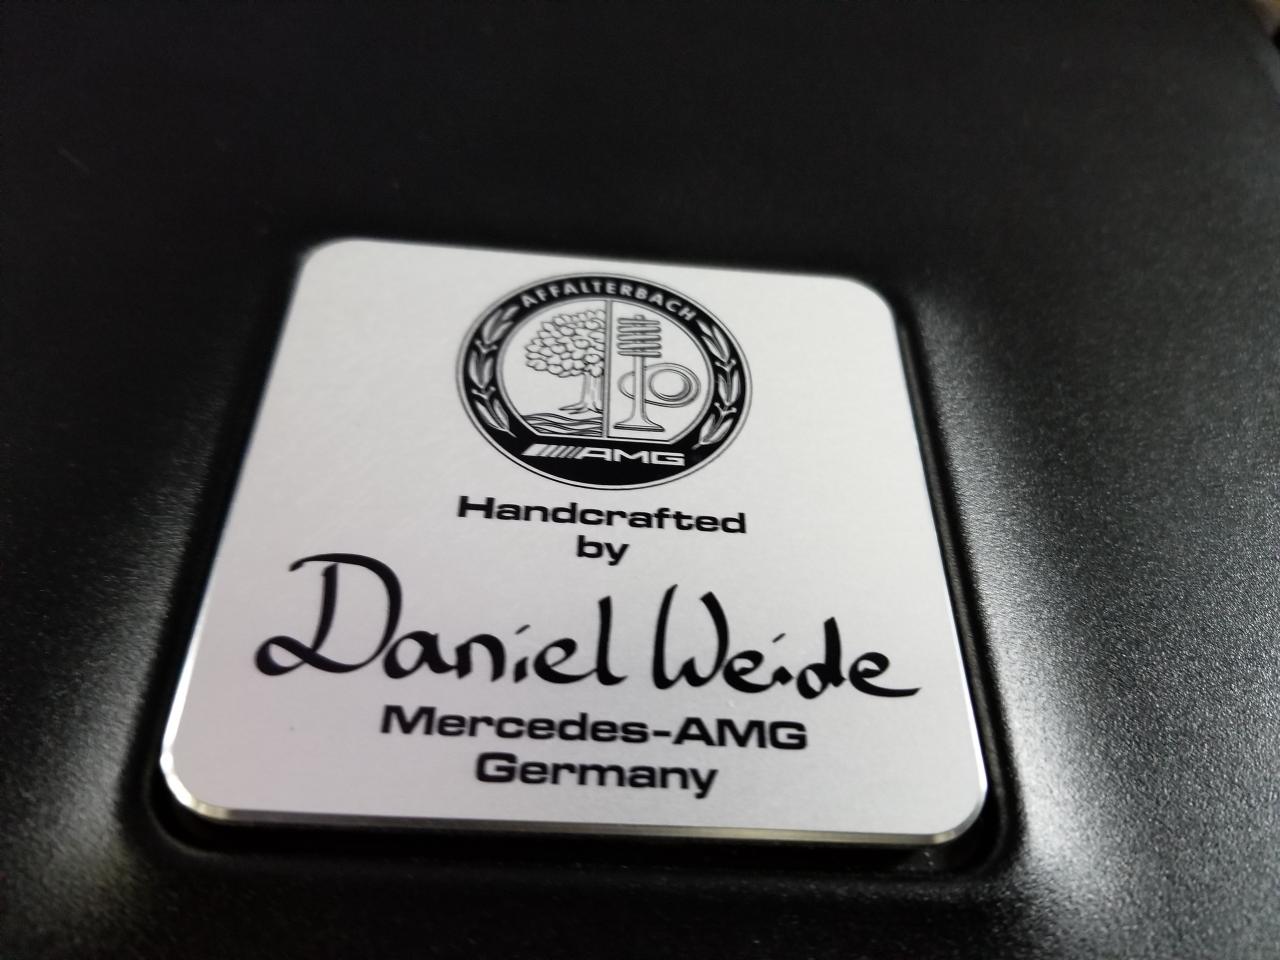 AFFALTERBACH
AMG
Handcrafted
by
Daniel Weide
Mercedes-AMG
Germany